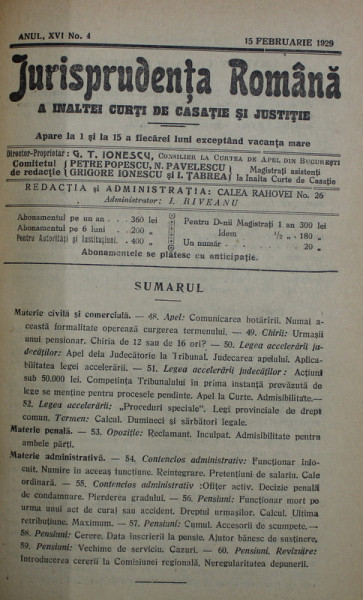 ANUL, XVI No. 4 15 FEBRUARIE 1929
Jurisprudența Română
A INALTEI CURTI DE CASAȚIE ȘI JUSTIȚIE
Apare la 1 și la 15 a fiecărei luni exceptând vacanța mare
Director-Proprietar : G. T. IONESCU, CONSILIER LA CURTEA DE APEL DIN BUCUREȘTI
Comitetul PETRE POPESCU, N. PAVELESCU Magistrați asistenți
de redacție GRIGORE IONESCU și I. ȚABREA la Inalta Curte de Casație
REDACȚIA și ADMINISTRAȚIA: CALEA RAHOVEI No. 26
Administrator: I. RIVEANU
Abonamentul pe un an . . . 360 lei Pentru D-nii Magistrați 1 an 300 lei
Abonamentul pe 6 luni . . . 200 „ Idem 1/2 „ 180 „
Pentru Autorități și Instituțiuni. . 400 „ Un număr . . . . . 20 „
Abonamentele se plătesc cu anticipație.
SUMARUL
Materie civilă și comercială. — 48. Apel: Comunicarea hotărîrii. Numai a-
ceastă formalitate operează curgerea termenului. — 49. Chirii: Urmașii
unui pensionar. Chiria de 12 sau de 16 ori? — 50. Legea accelerării ju-
decăților: Apel dela Judecătorie la Tribunal. Judecarea apelului. Aplica-
bilitatea legei accelerării. — 51. Legea accelerării judecăților : Acțiuni
sub 50.000 lei. Competința Tribunalului în prima instanță prevăzută de
lege se menține pentru procesele pendinte. Apel la Curte. Admisibilitate.—
52. Legea accelerării: „Proceduri speciale“. Legi provinciale de drept
comun. Termen: Calcul. Dumineci și sărbători legale.
Materie penală. — 53. Opoziție: Reclamant. Inculpat. Admisibilitate pentru
ambele părți.
Materie administrativă. — 54. Contencios administrativ: Funcționar înlo-
cuit. Numire în aceeaș funcțiune. Reintegrare. Pretențiuni de salariu. Cale
ordinară. — 55. Contencios administrativ :Ofițer activ. Decizie penală
de condamnare. Pierderea gradului. — 56. Pensiuni: Funcționar mort pe
urma unui act de curaj sau accident. Dreptul urmașilor. Calcul. Ultima
retribuțiune. Maximum. — 57. Pensiuni: Cumul. Accesorii de scumpete.—
58. Pensiuni: Cerere. Data inscrierii la pensie. Ajutor bănesc de susținere.
59. Pensiuni: Vechime de serviciu. Cazuri. — 60. Pensiuni. Revizuire:
Introducerea cererii la Comisiunea regională. Neregularitatea depunerii.